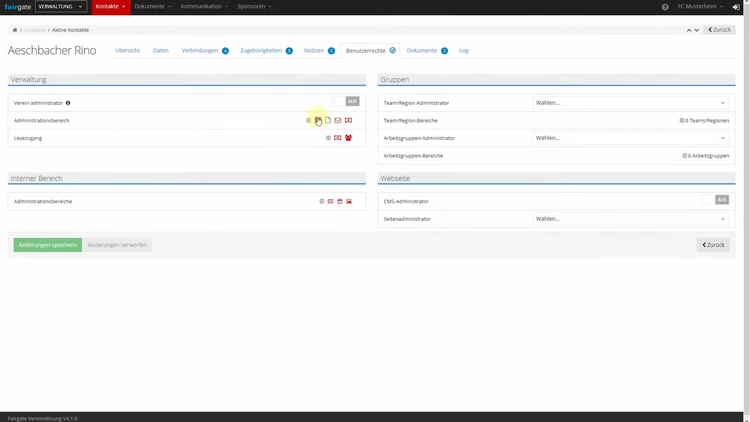 fairgate VERWALTUNG Kontakte Dokumente Kommunikation Sponsoren FC Musterheim
Kontakte Aktive Kontakte Zurück
Aeschbacher Rino Übersicht Daten Verbindungen 4 Zugehörigkeiten Notizen 2 Benutzerrechte Dokumente 2 Log
Verwaltung
Verein administrator AUS
Administrationsbereich
Lesezugang
Interner Bereich
Administrationsbereiche
Gruppen
Team/Region Administrator Wählen...
Team/Region-Bereiche 0 Teams/Regionen
Arbeitsgruppen-Administrator Wählen...
Arbeitsgruppen-Bereiche 0 Arbeitsgruppen
Webseite
CMS-Administrator AUS
Seitenadministrator Wählen...
Änderungen speichern Änderungen verwerfen Zurück
Fairgate Vereinslösung V4.1.0